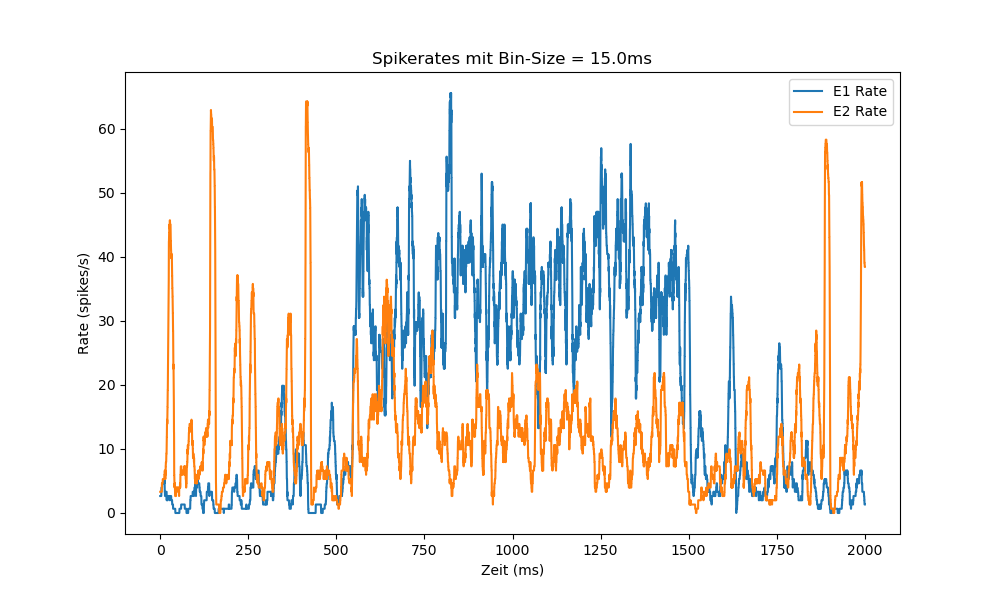 Spikerates mit Bin-Size = 15.0ms
E1 Rate
E2 Rate
60
50
40
30
20
10
0
Rate (spikes/s)
0 250 500 750 1000 1250 1500 1750 2000
Zeit (ms)